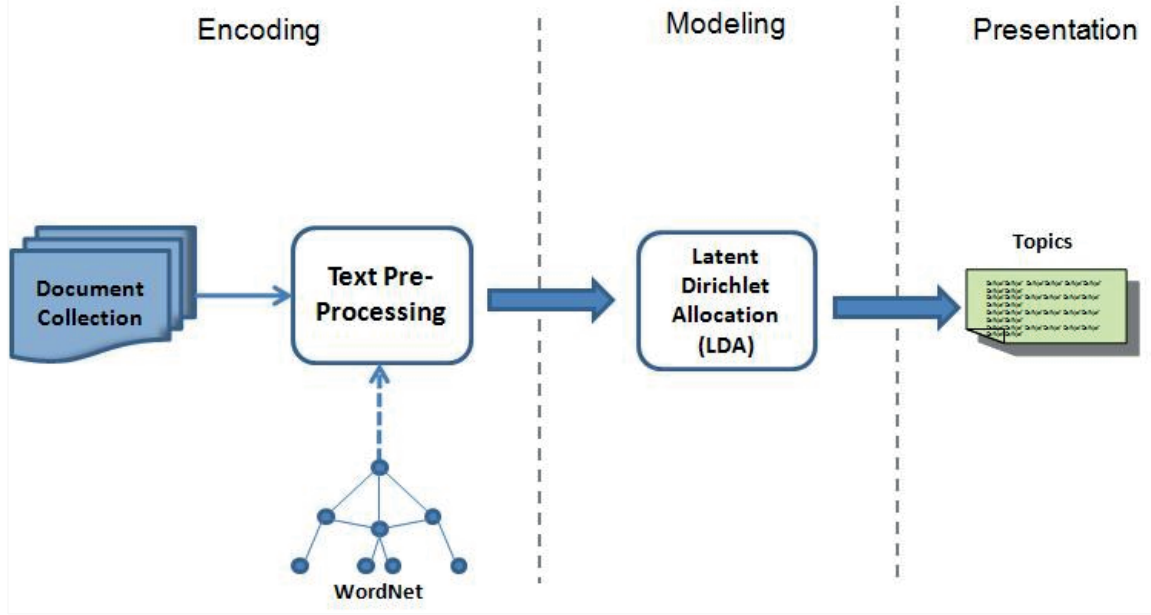 Encoding
Modeling
Presentation
Document
Collection
Text Pre-
Processing
Latent
Dirichlet
Allocation
(LDA)
Topics
WordNet